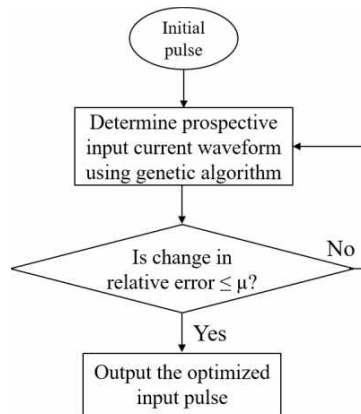 Initial
pulse
Determine prospective
input current waveform
using genetic algorithm
Is change in
relative error ≤ μ?
No
Yes
Output the optimized
input pulse